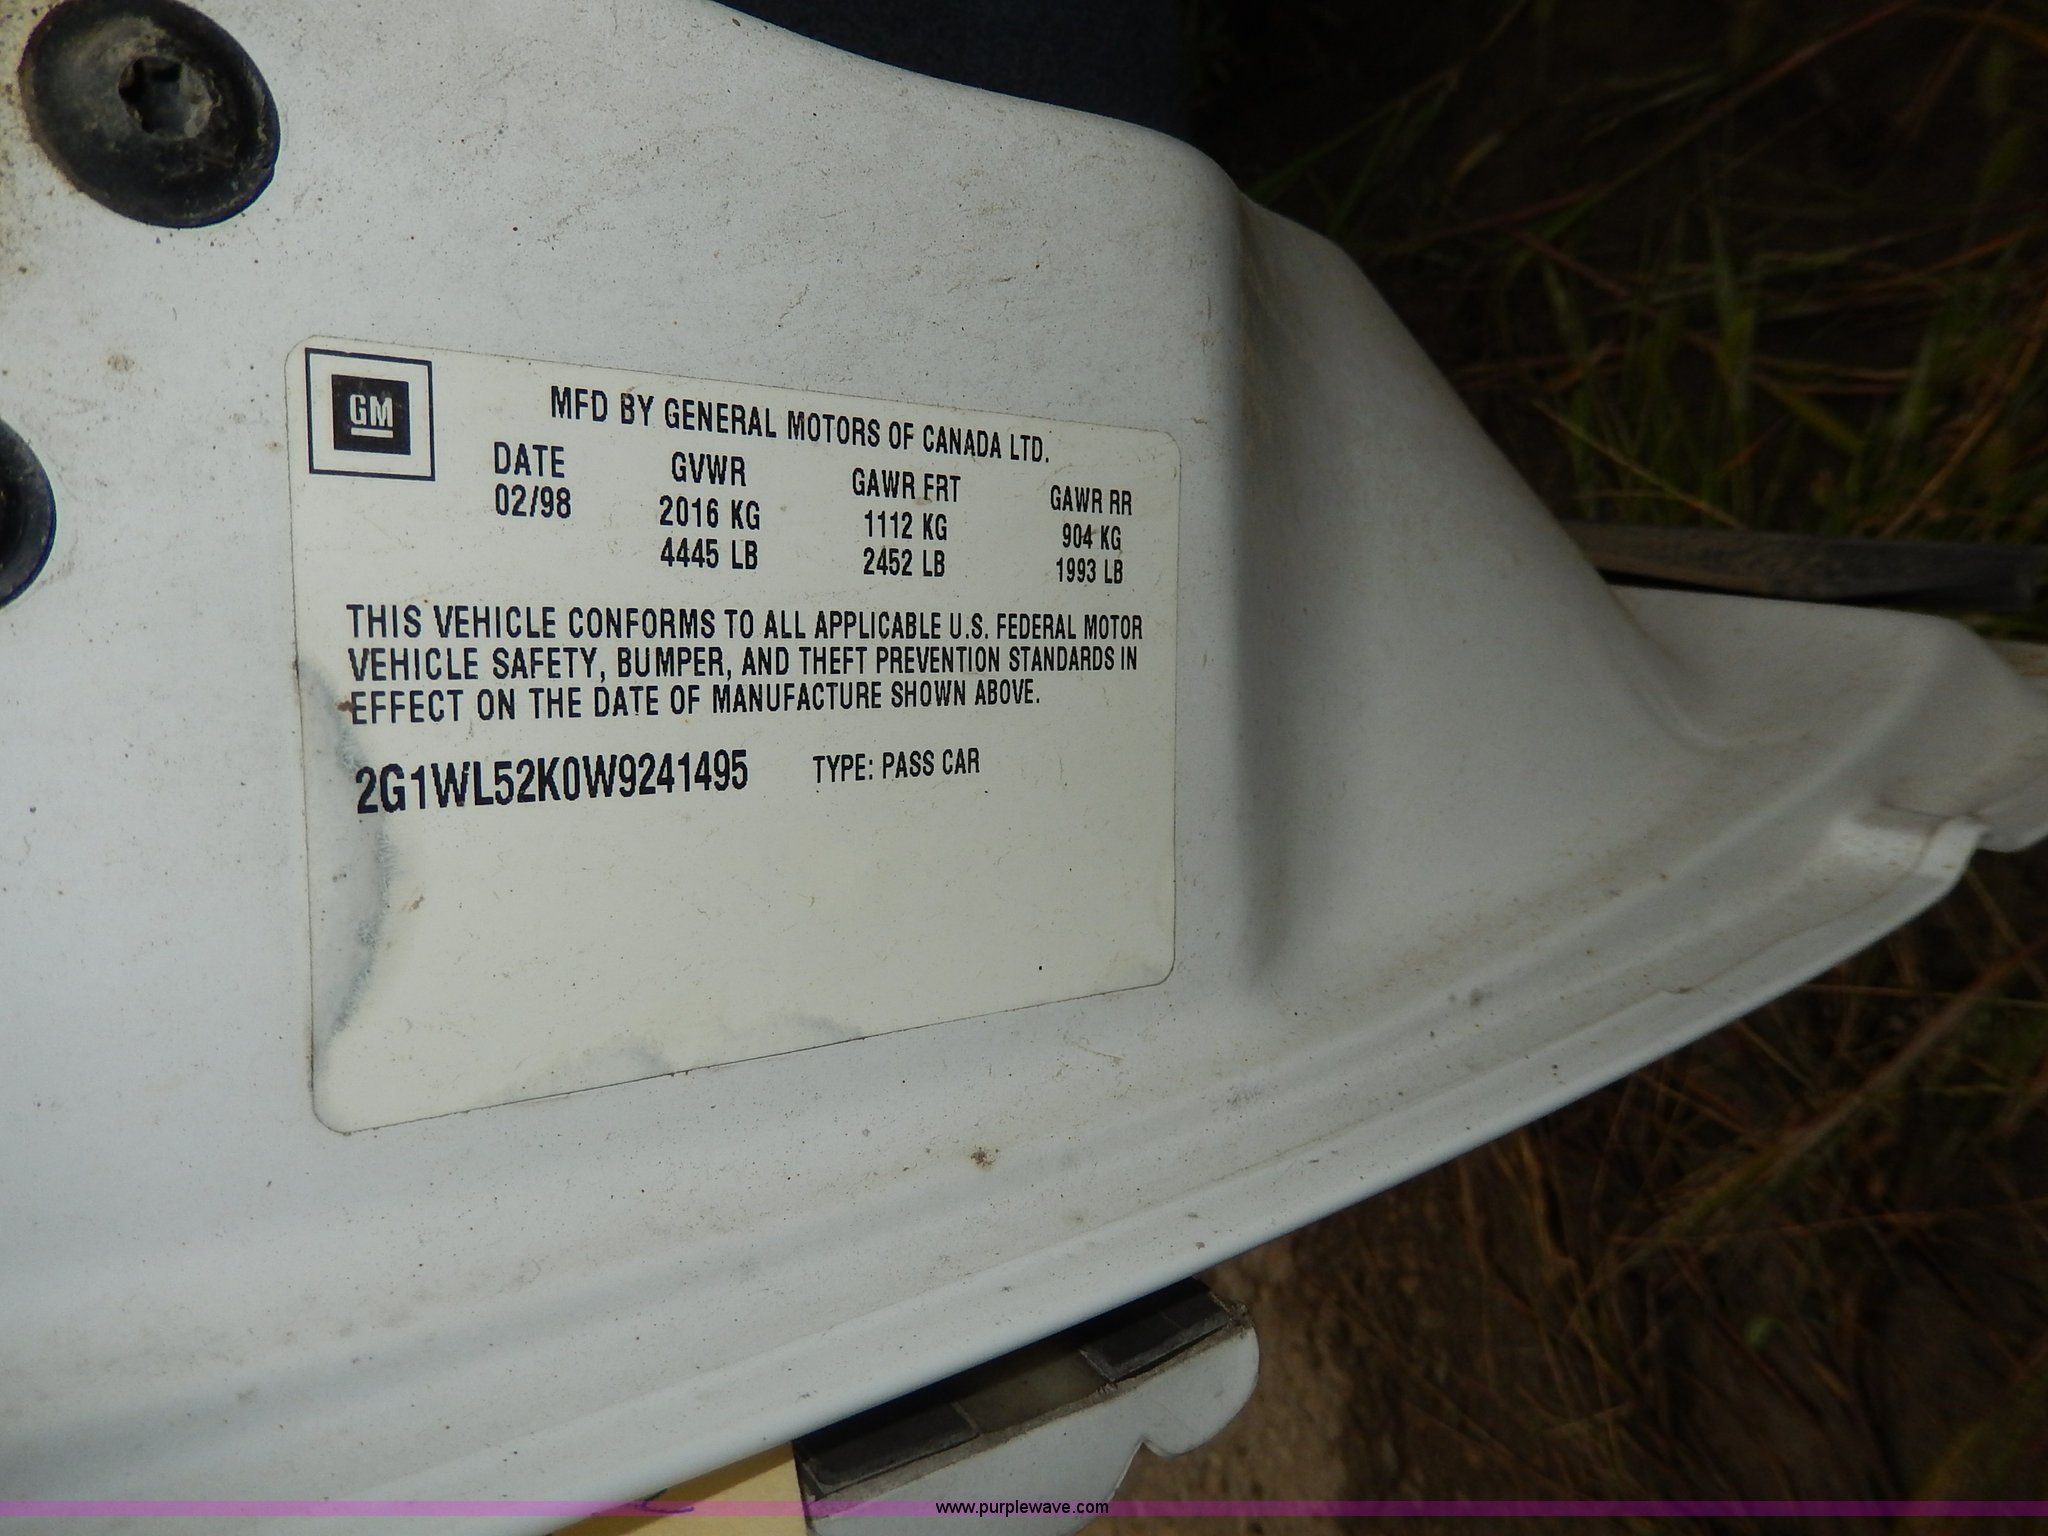 GM
MFD BY GENERAL MOTORS OF CANADA LTD.
DATE GVWR GAWR FRT GAWR RR
02/98 2016 KG 1112 KG 904 KG
4445 LB 2452 LB 1993 LB
THIS VEHICLE CONFORMS TO ALL APPLICABLE U.S. FEDERAL MOTOR
VEHICLE SAFETY, BUMPER, AND THEFT PREVENTION STANDARDS IN
EFFECT ON THE DATE OF MANUFACTURE SHOWN ABOVE.
2G1WL52K0W9241495 TYPE: PASS CAR
www.purplewave.com